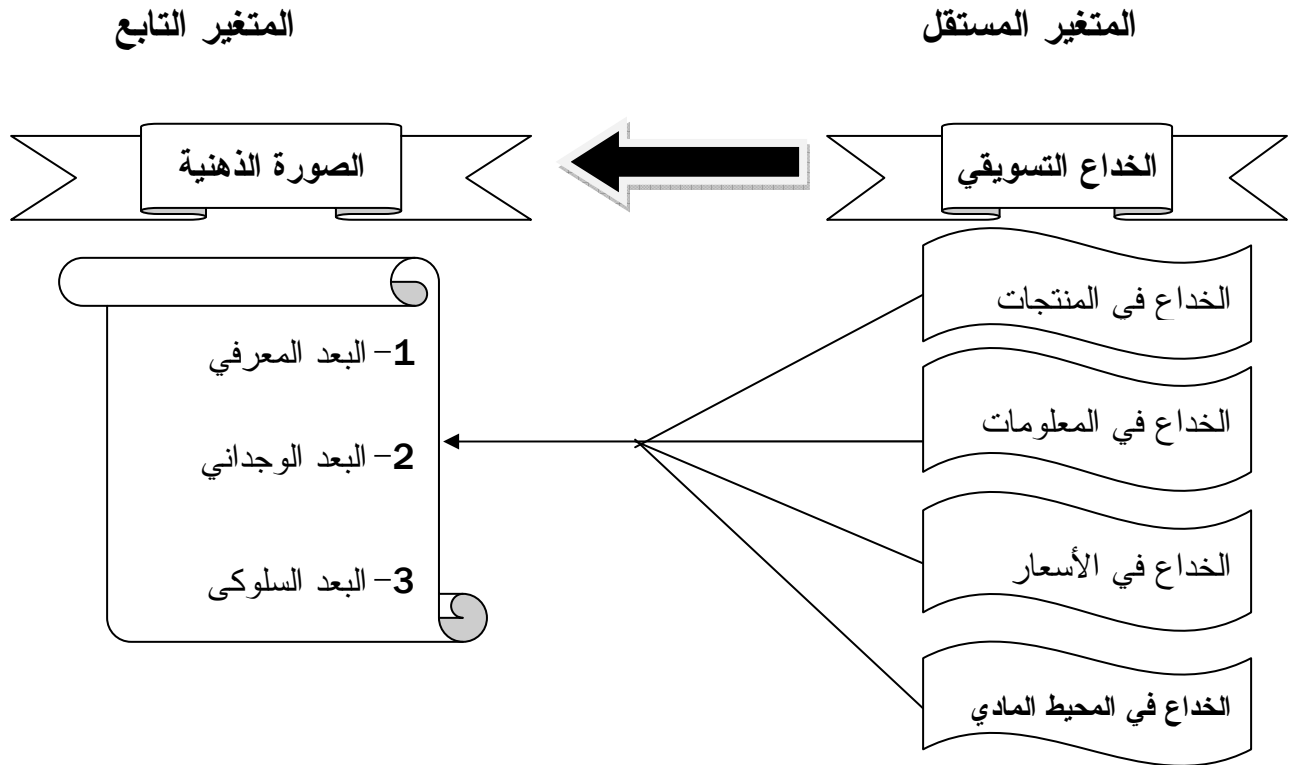 المتغير المستقل
المتغير التابع
الخداع التسويقي
الصورة الذهنية
الخداع في المنتجات
الخداع في المعلومات
الخداع في الأسعار
الخداع في المحيط المادي
1- البعد المعرفي
2- البعد الوجداني
3- البعد السلوكى